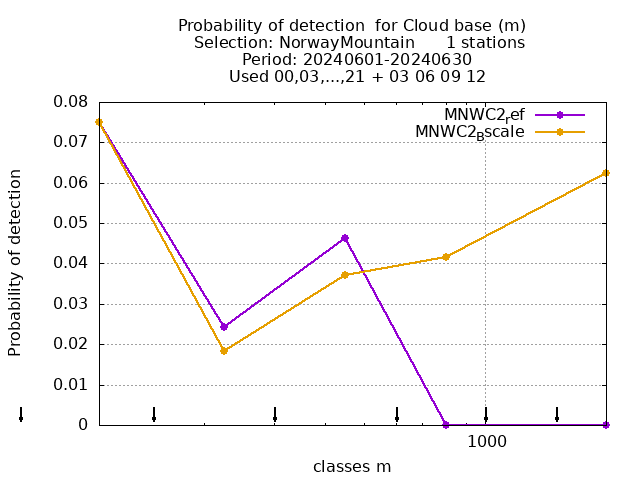 Probability of detection  for Cloud base (m)
Selection: NorwayMountain      1 stations
Period: 20240601-20240630
Used 00,03,...,21 + 03 06 09 12
MNWC2ref
MNWC2Bscale
0.08
0.07
0.06
0.05
0.04
0.03
0.02
0.01
0
Probability of detection
1000
classes m